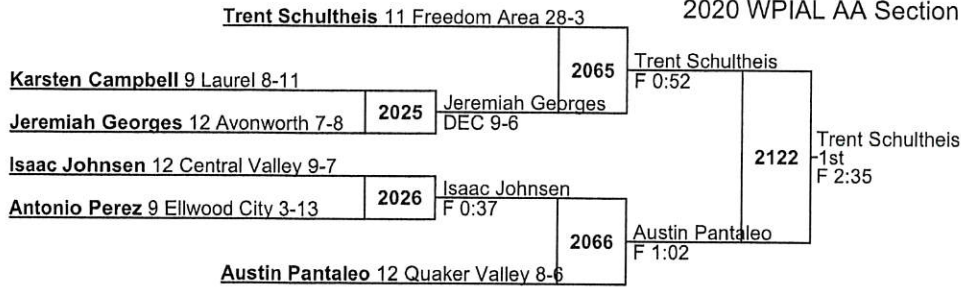 2020 WPIAL AA Section
Trent Schultheis 11 Freedom Area 28-3
2065
Trent Schultheis
F 0:52
Karsten Campbell 9 Laurel 8-11
2025
Jeremiah Georges
DEC 9-6
Jeremiah Georges 12 Avonworth 7-8
2122
Trent Schultheis
1st
F 2:35
Isaac Johnsen 12 Central Valley 9-7
2026
Isaac Johnsen
F 0:37
Antonio Perez 9 Ellwood City 3-13
2066
Austin Pantaleo
F 1:02
Austin Pantaleo 12 Quaker Valley 8-6